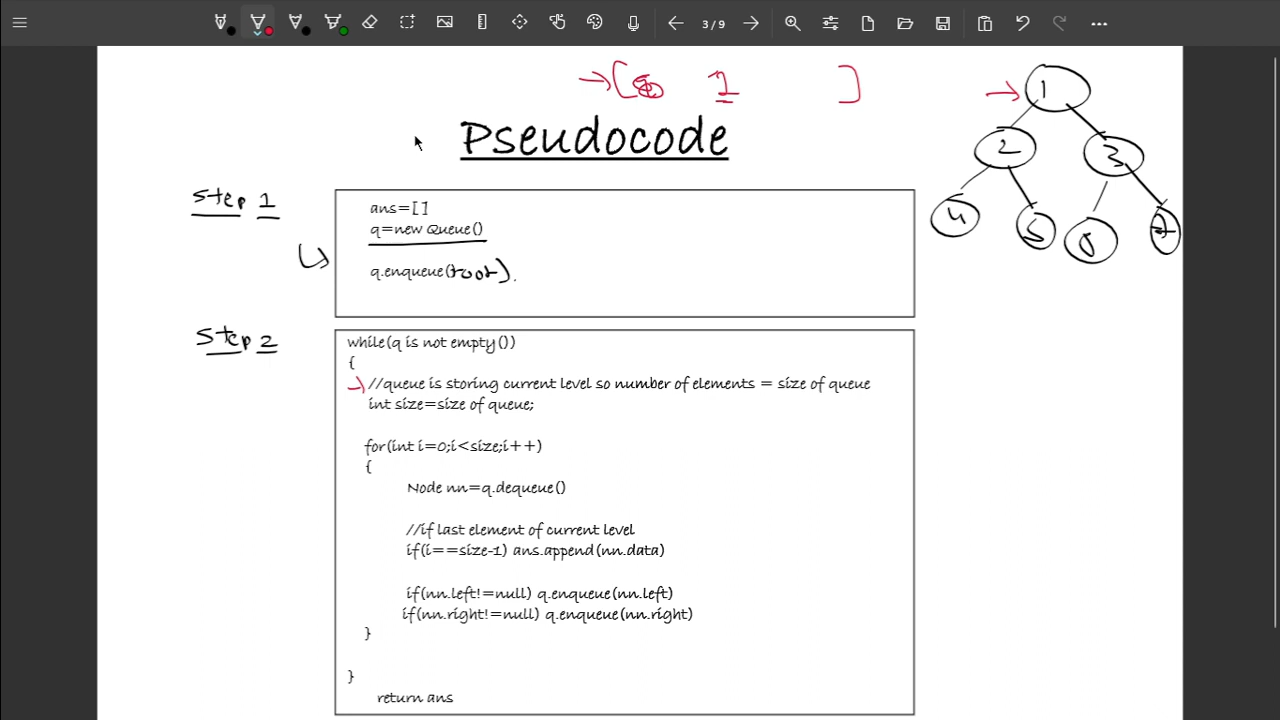 3 / 9
[ 1 ]
1
Pseudocode
2
3
4
5
7
Step 1
ans=[]
q=new Queue()
q.enqueue(root).
Step 2
while(q is not empty())
{
//queue is storing current level so number of elements = size of queue
int size=size of queue;
for(int i=0;i<size;i++)
{
Node nn=q.dequeue()
//if last element of current level
if(i==size-1) ans.append(nn.data)
if(nn.left!=null) q.enqueue(nn.left)
if(nn.right!=null) q.enqueue(nn.right)
}
}
return ans